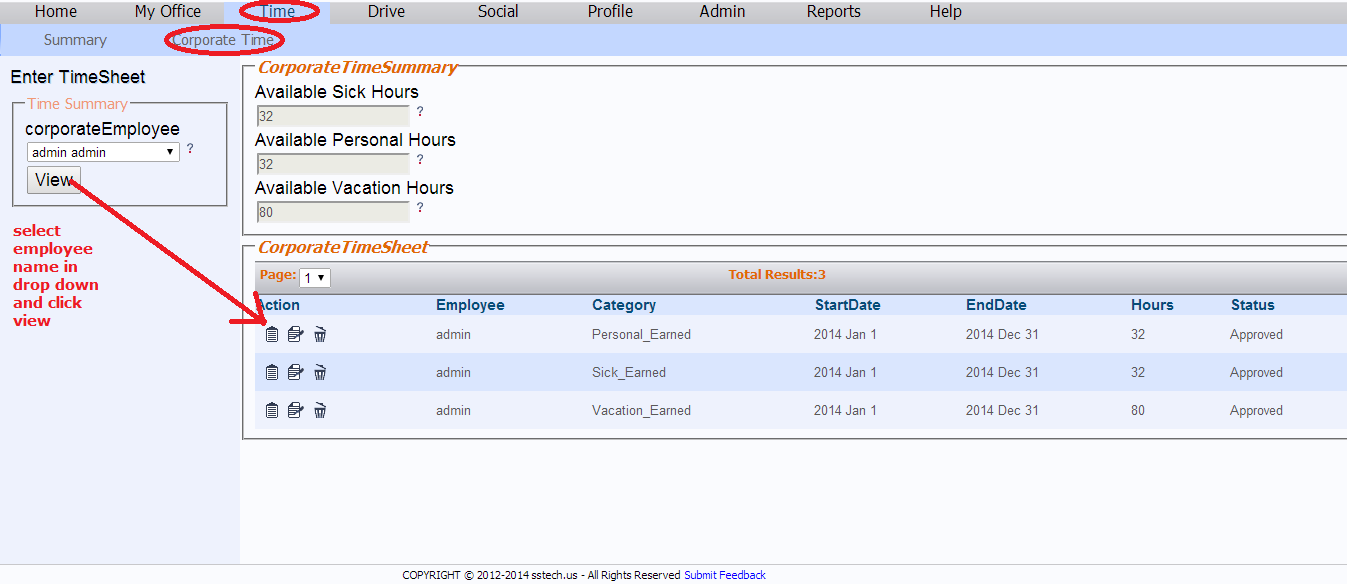 Home My Office Time Drive Social Profile Admin Reports Help
Summary Corporate Time
Enter TimeSheet
Time Summary
corporateEmployee
admin admin ?
View
select
employee
name in
drop down
and click
view
CorporateTimeSummary
Available Sick Hours
32 ?
Available Personal Hours
32 ?
Available Vacation Hours
80 ?
CorporateTimeSheet
Page: 1 Total Results:3
Action Employee Category StartDate EndDate Hours Status
admin Personal_Earned 2014 Jan 1 2014 Dec 31 32 Approved
admin Sick_Earned 2014 Jan 1 2014 Dec 31 32 Approved
admin Vacation_Earned 2014 Jan 1 2014 Dec 31 80 Approved
COPYRIGHT © 2012-2014 sstech.us - All Rights Reserved Submit Feedback